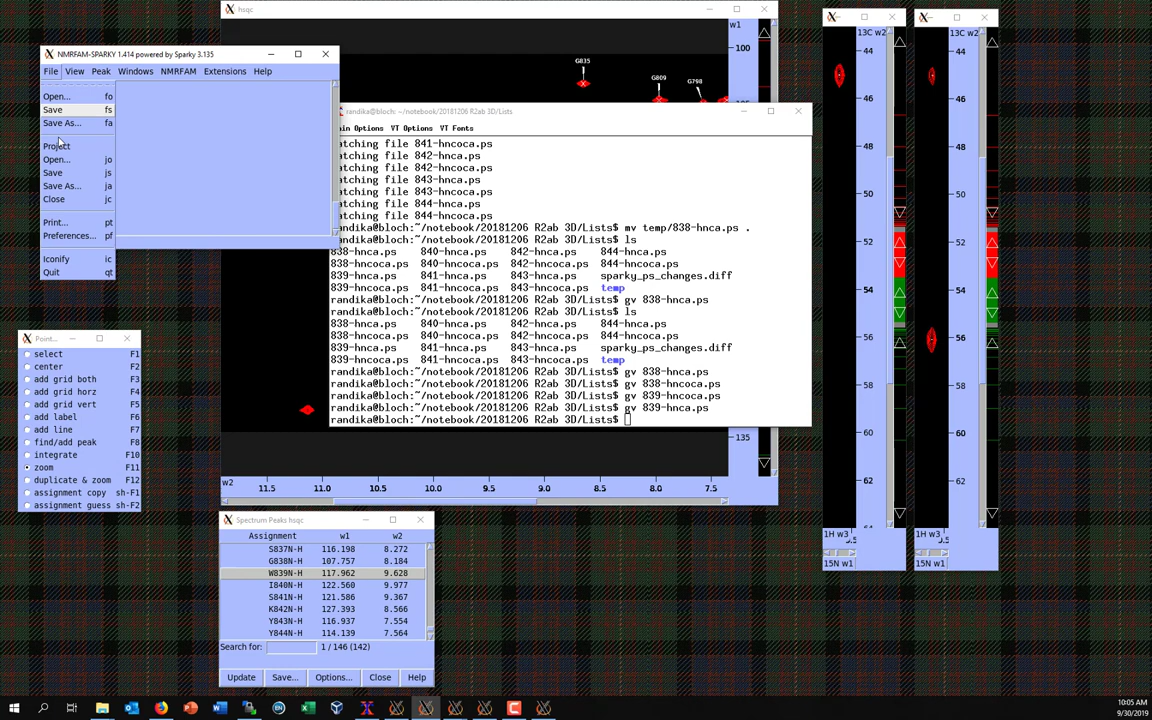 hsqc
w1
100
G835
G809
G798
NMRFAM-SPARKY 1.414 powered by Sparky 3.135
File View Peak Windows NMRFAM Extensions Help
Open... fo
Save fs
Save As... fa
Project
Open... jo
Save js
Save As... ja
Close jc
Print... pt
Preferences... pf
Iconify ic
Quit qt
randika@bloch: ~/notebook/20181206 R2ab 3D/Lists
ain Options VT Options VT Fonts
atching file 841-hncoca.ps
atching file 842-hnca.ps
atching file 842-hncoca.ps
atching file 843-hnca.ps
atching file 843-hncoca.ps
atching file 844-hnca.ps
atching file 844-hncoca.ps
randika@bloch:~/notebook/20181206 R2ab 3D/Lists$ mv temp/838-hnca.ps .
randika@bloch:~/notebook/20181206 R2ab 3D/Lists$ ls
838-hnca.ps 840-hnca.ps 842-hnca.ps 844-hnca.ps
838-hncoca.ps 840-hncoca.ps 842-hncoca.ps 844-hncoca.ps
839-hnca.ps 841-hnca.ps 843-hnca.ps sparky_ps_changes.diff
839-hncoca.ps 841-hncoca.ps 843-hncoca.ps temp
randika@bloch:~/notebook/20181206 R2ab 3D/Lists$ gv 838-hnca.ps
randika@bloch:~/notebook/20181206 R2ab 3D/Lists$ ls
838-hnca.ps 840-hnca.ps 842-hnca.ps 844-hnca.ps
838-hncoca.ps 840-hncoca.ps 842-hncoca.ps 844-hncoca.ps
839-hnca.ps 841-hnca.ps 843-hnca.ps sparky_ps_changes.diff
839-hncoca.ps 841-hncoca.ps 843-hncoca.ps temp
randika@bloch:~/notebook/20181206 R2ab 3D/Lists$ gv 838-hnca.ps
randika@bloch:~/notebook/20181206 R2ab 3D/Lists$ gv 838-hncoca.ps
randika@bloch:~/notebook/20181206 R2ab 3D/Lists$ gv 839-hncoca.ps
randika@bloch:~/notebook/20181206 R2ab 3D/Lists$ gv 839-hnca.ps
randika@bloch:~/notebook/20181206 R2ab 3D/Lists$
135
w2
11.5 11.0 10.5 10.0 9.5 9.0 8.5 8.0 7.5
Point...
select F1
center F2
add grid both F3
add grid horz F4
add grid vert F5
add label F6
add line F7
find/add peak F8
integrate F10
zoom F11
duplicate & zoom F12
assignment copy sh-F1
assignment guess sh-F2
Spectrum Peaks hsqc
Assignment w1 w2
S837N-H 116.198 8.272
G838N-H 107.757 8.184
W839N-H 117.962 9.628
I840N-H 122.560 9.977
S841N-H 121.586 9.367
K842N-H 127.393 8.566
Y843N-H 116.937 7.554
Y844N-H 114.139 7.564
Search for: 1 / 146 (142)
Update Save... Options... Close Help
13C w2
44
46
48
50
52
54
56
58
60
62
1H w3
15N w1
13C w2
44
46
48
50
52
54
56
58
60
62
1H w3
15N w1
10:05 AM
9/30/2019